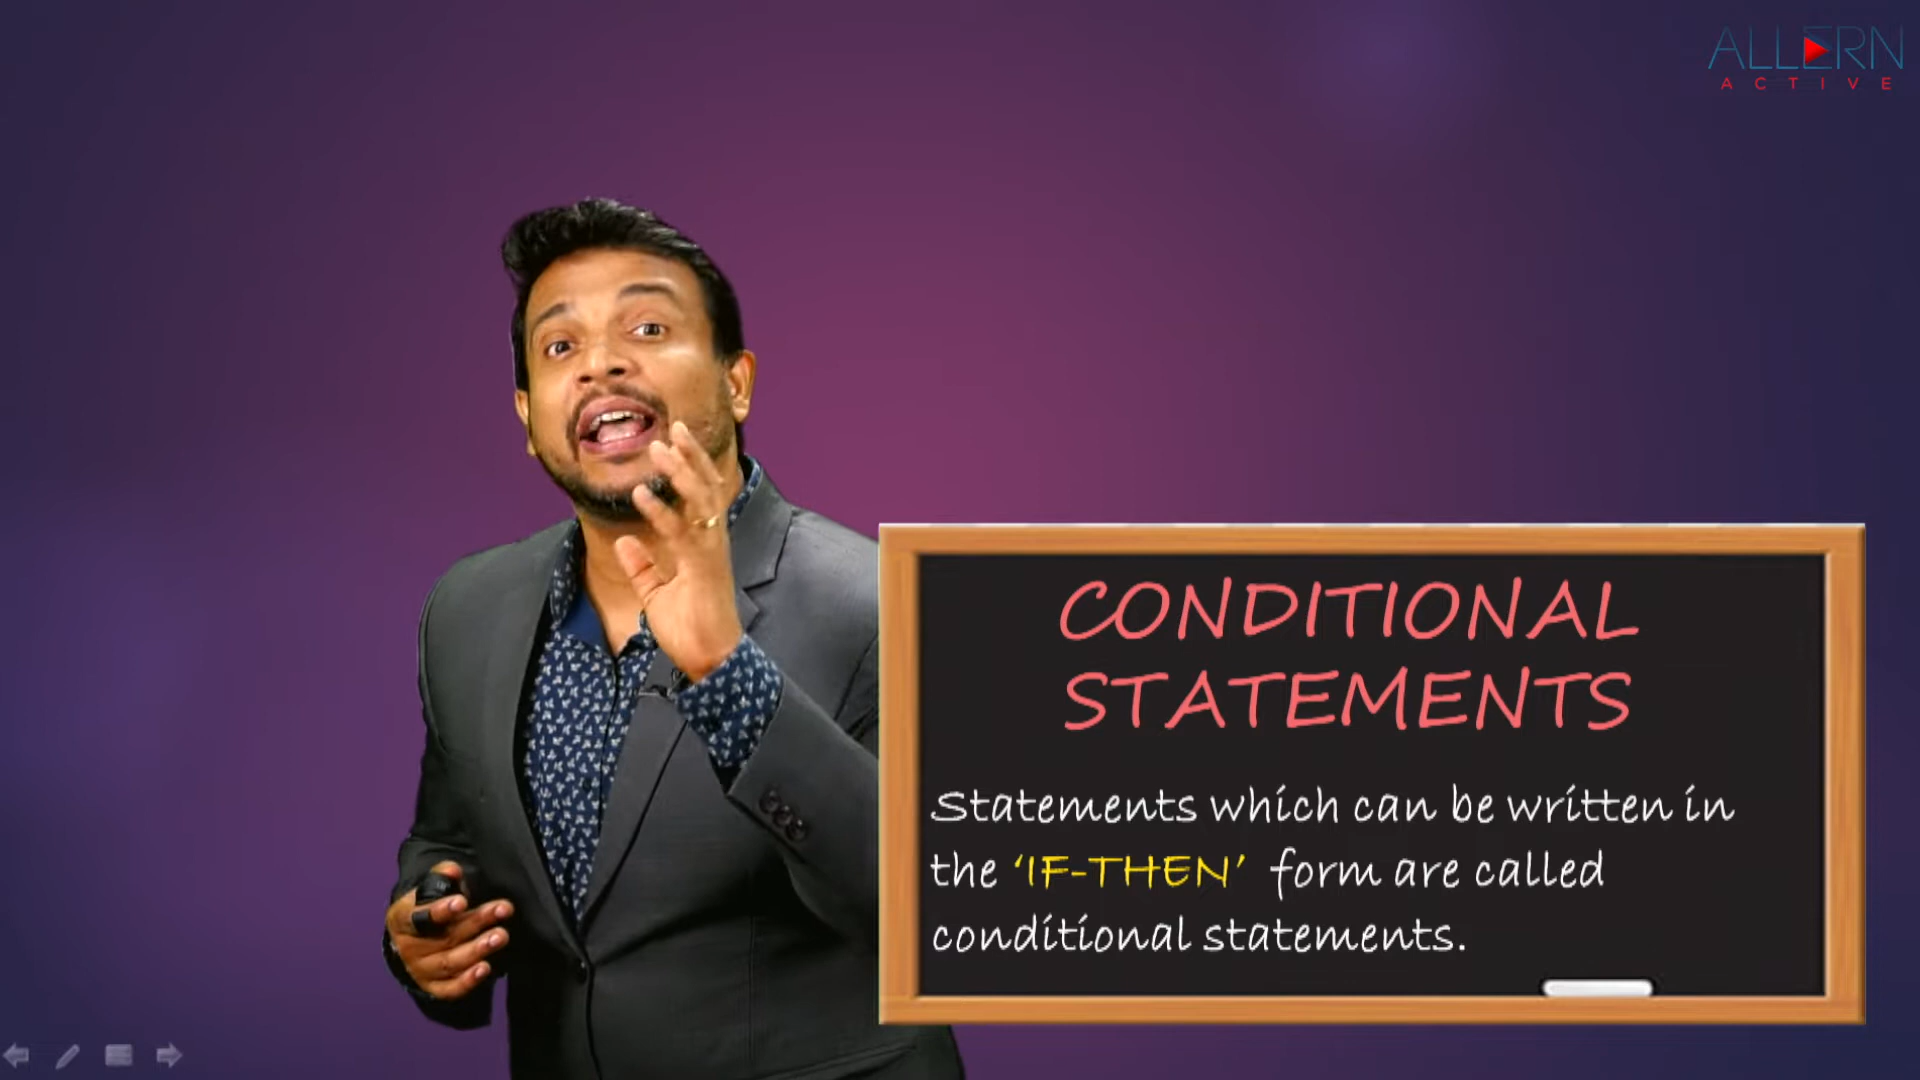 ALLERN
ACTIVE
CONDITIONAL
STATEMENTS
Statements which can be written in
the 'IF-THEN' form are called
conditional statements.